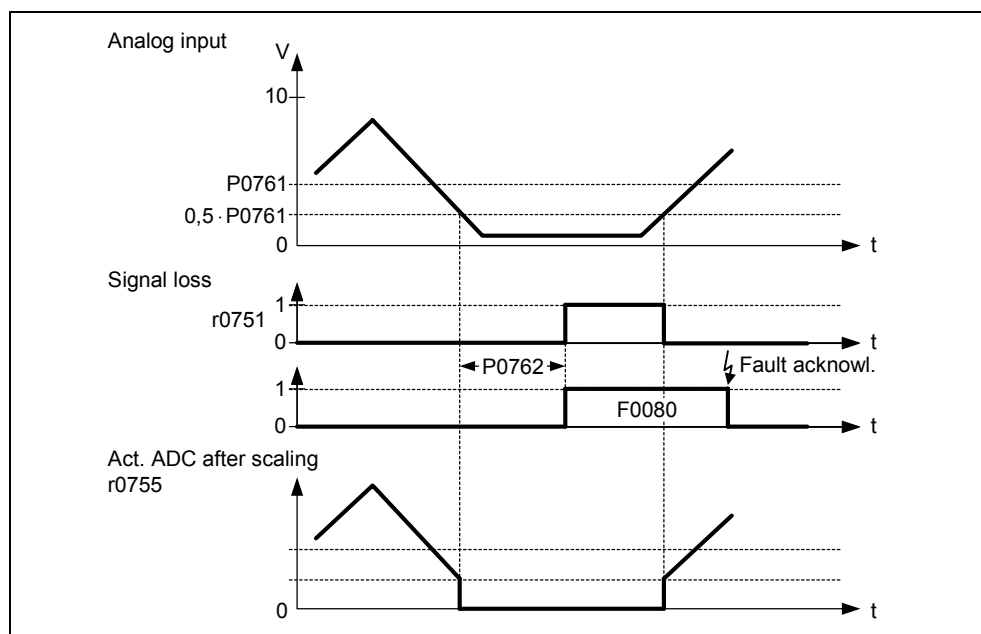 Analog input
V
10
P0761
0,5 · P0761
0
t
Signal loss
1
r0751
0
t
P0762
Fault acknowl.
1
F0080
0
t
Act. ADC after scaling
r0755
0
t